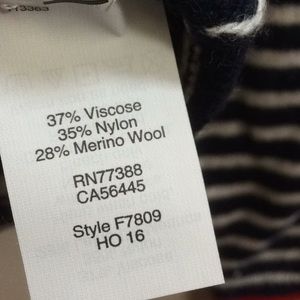 37% Viscose
35% Nylon
28% Merino Wool
RN77388
CA56445
Style F7809
HO 16